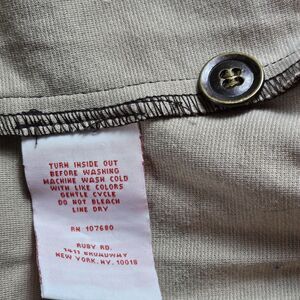 TURN INSIDE OUT
BEFORE WASHING
MACHINE WASH COLD
WITH LIKE COLORS
GENTLE CYCLE
DO NOT BLEACH
LINE DRY
RN 107680
RUBY RD.
1411 BROADWAY
NEW YORK, NY. 10018